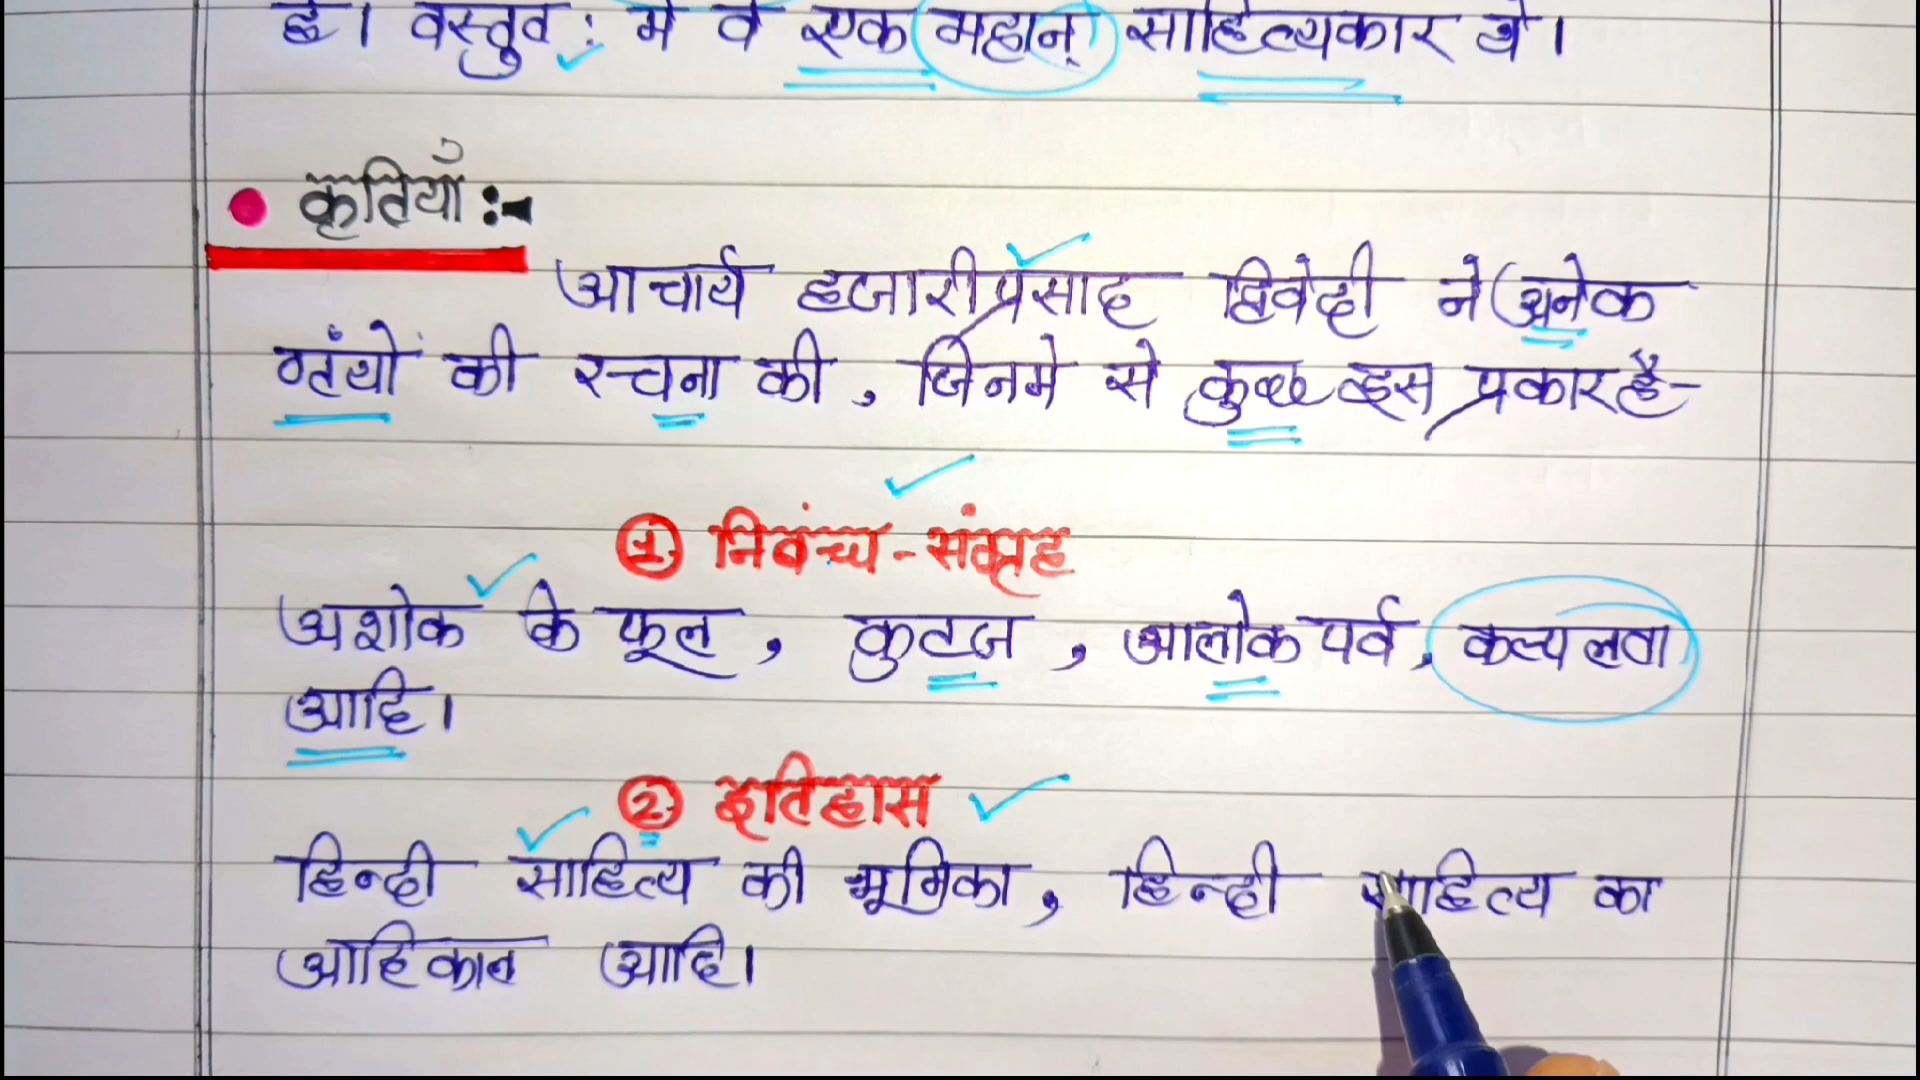 है। वस्तुत: मे वे एक महान् साहित्यकार थे।
कृतियाँ :-
आचार्य हजारीप्रसाद द्विवेदी ने अनेक
ग्रंथों की रचना की, जिनमे से कुछ इस प्रकार है-
① निबंन्ध-संग्रह
अशोक के फूल, कुटज, आलोक पर्व, कल्पलता
आदि।
② इतिहास
हिन्दी साहित्य की भूमिका, हिन्दी साहित्य का
आदिकाल आदि।